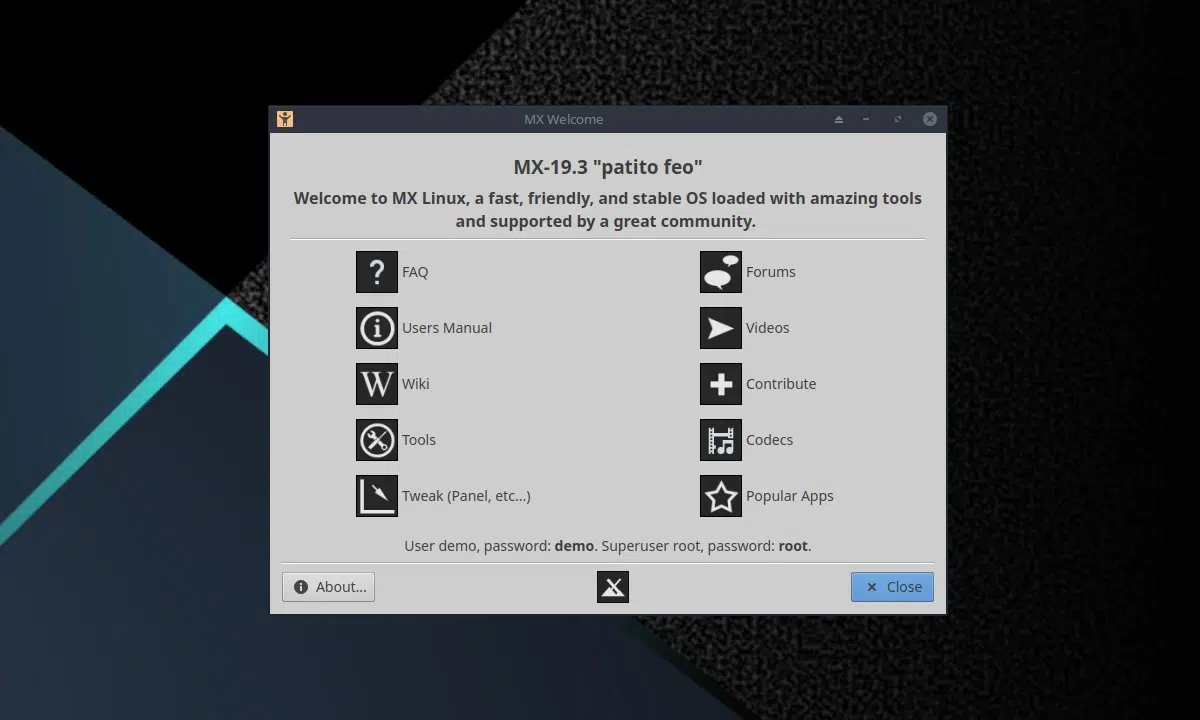 MX Welcome
MX-19.3 "patito feo"
Welcome to MX Linux, a fast, friendly, and stable OS loaded with amazing tools
and supported by a great community.
FAQ
Forums
Users Manual
Videos
Wiki
Contribute
Tools
Codecs
Tweak (Panel, etc...)
Popular Apps
User demo, password: demo. Superuser root, password: root.
About...
Close